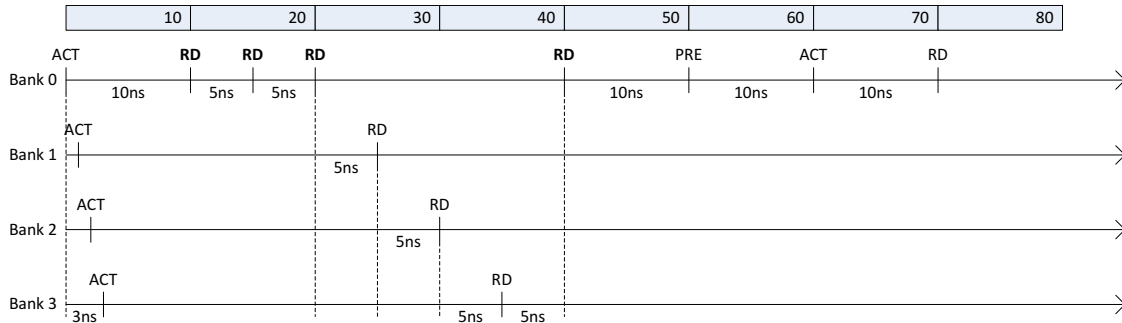 10 20 30 40 50 60 70 80
ACT RD RD RD RD PRE ACT RD
Bank 0
10ns 5ns 5ns 10ns 10ns 10ns
ACT RD
Bank 1
5ns
ACT RD
Bank 2
5ns
ACT RD
Bank 3
3ns 5ns 5ns